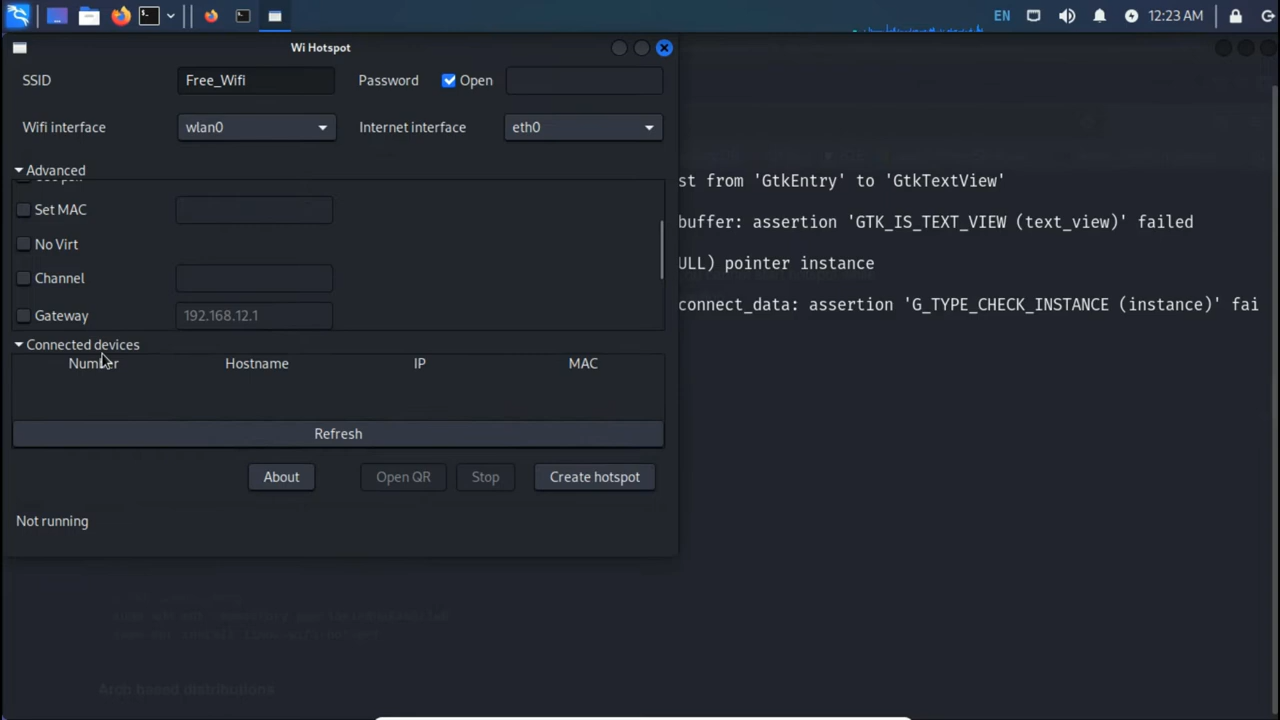 EN 12:23 AM
Wi Hotspot
SSID Free_Wifi Password Open
Wifi interface wlan0 Internet interface eth0
Advanced
Set MAC
No Virt
Channel
Gateway 192.168.12.1
Connected devices
Number Hostname IP MAC
Refresh
About Open QR Stop Create hotspot
Not running
st from 'GtkEntry' to 'GtkTextView'
buffer: assertion 'GTK_IS_TEXT_VIEW (text_view)' failed
ULL) pointer instance
connect_data: assertion 'G_TYPE_CHECK_INSTANCE (instance)' fai
Arch based distributions